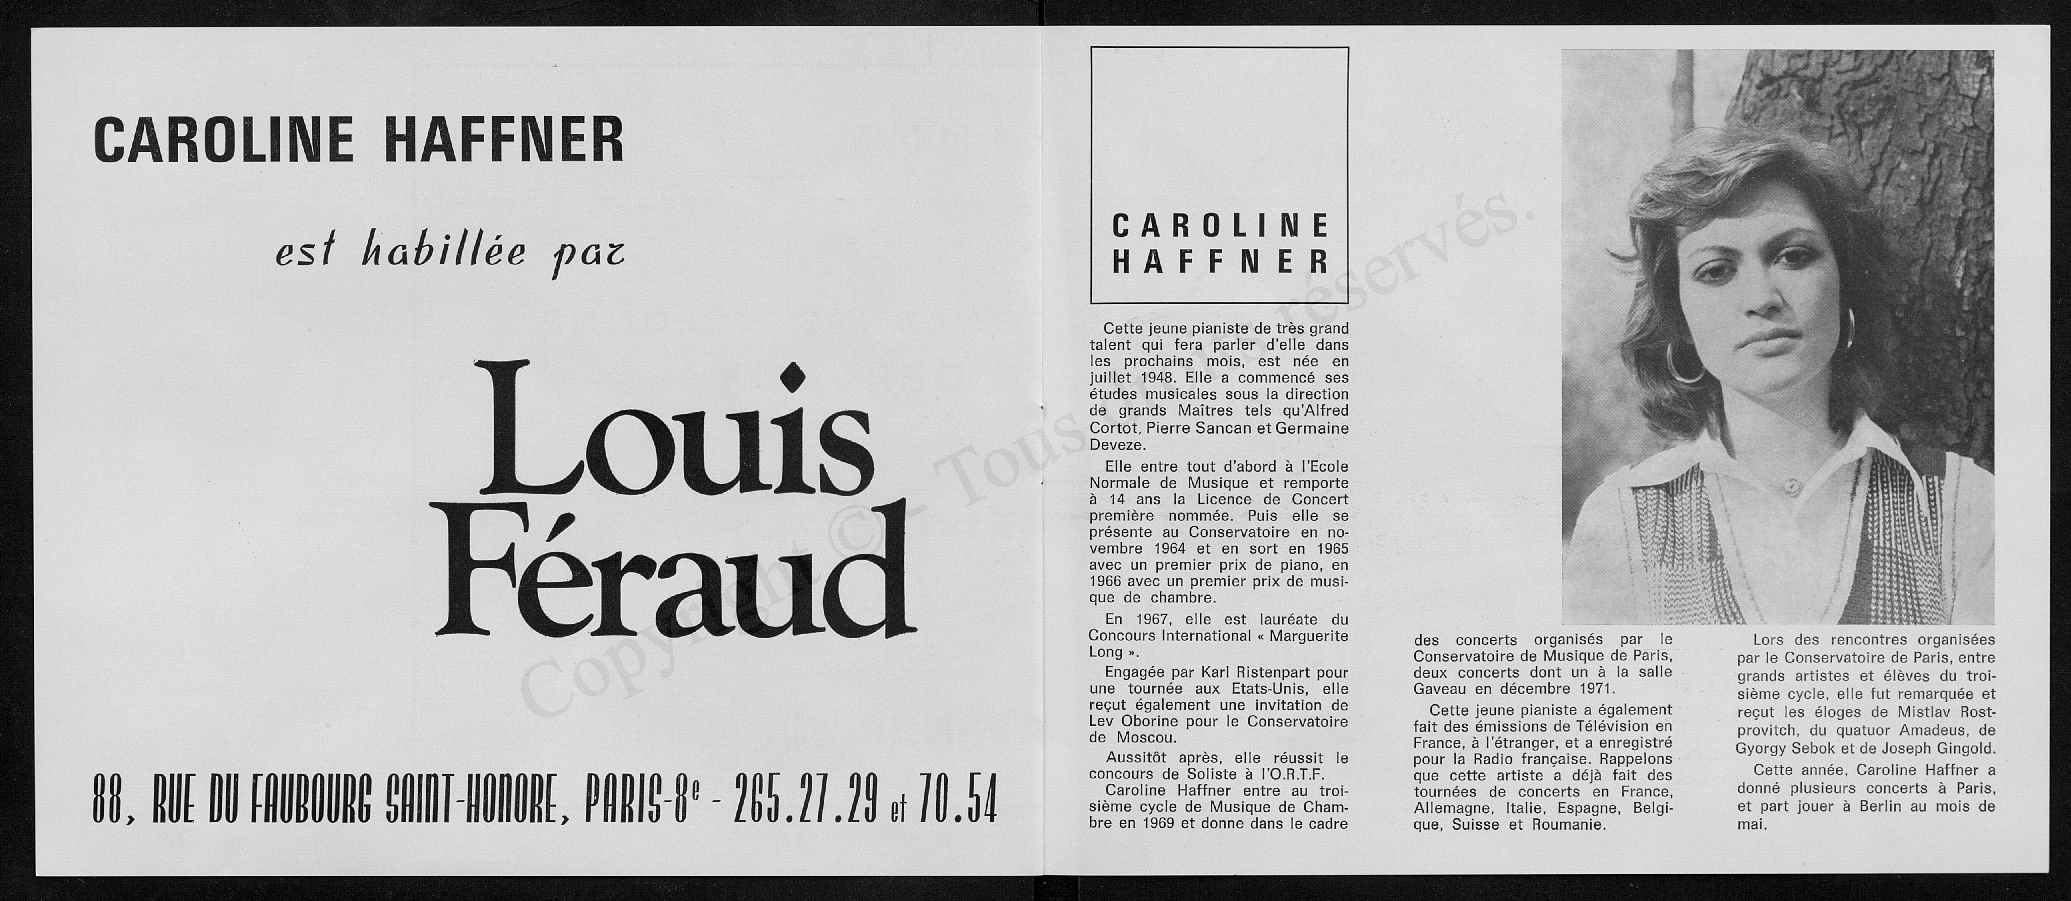 CAROLINE HAFFNER
est habillée par
Louis
Féraud
88, RUE DU FAUBOURG SAINT-HONORE, PARIS-8e - 265.27.29 et 70.54
CAROLINE
HAFFNER
Cette jeune pianiste de très grand
talent qui fera parler d'elle dans
les prochains mois, est née en
juillet 1948. Elle a commencé ses
études musicales sous la direction
de grands Maîtres tels qu'Alfred
Cortot, Pierre Sancan et Germaine
Deveze.
Elle entre tout d'abord à l'Ecole
Normale de Musique et remporte
à 14 ans la Licence de Concert
première nommée. Puis elle se
présente au Conservatoire en no-
vembre 1964 et en sort en 1965
avec un premier prix de piano, en
1966 avec un premier prix de musi-
que de chambre.
En 1967, elle est lauréate du
Concours International « Marguerite
Long ».
Engagée par Karl Ristenpart pour
une tournée aux Etats-Unis, elle
reçut également une invitation de
Lev Oborine pour le Conservatoire
de Moscou.
Aussitôt après, elle réussit le
concours de Soliste à l'O.R.T.F.
Caroline Haffner entre au troi-
sième cycle de Musique de Cham-
bre en 1969 et donne dans le cadre
des concerts organisés par le
Conservatoire de Musique de Paris,
deux concerts dont un à la salle
Gaveau en décembre 1971.
Cette jeune pianiste a également
fait des émissions de Télévision en
France, à l'étranger, et a enregistré
pour la Radio française. Rappelons
que cette artiste a déjà fait des
tournées de concerts en France,
Allemagne, Italie, Espagne, Belgi-
que, Suisse et Roumanie.
Lors des rencontres organisées
par le Conservatoire de Paris, entre
grands artistes et élèves du troi-
sième cycle, elle fut remarquée et
reçut les éloges de Mistlav Rost-
provitch, du quatuor Amadeus, de
Gyorgy Sebok et de Joseph Gingold.
Cette année, Caroline Haffner a
donné plusieurs concerts à Paris,
et part jouer à Berlin au mois de
mai.
Copyright © - Tous réservés.